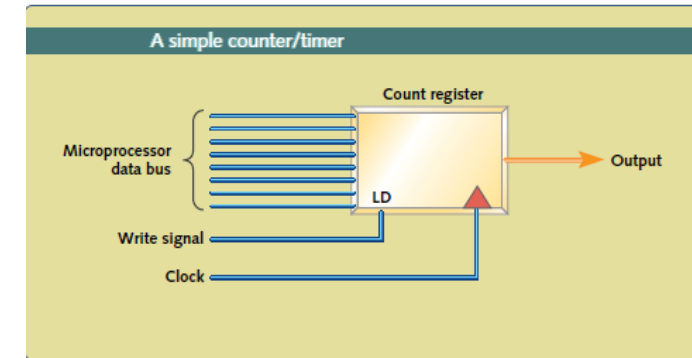 A simple counter/timer
Count register
Microprocessor
data bus
Output
LD
Write signal
Clock